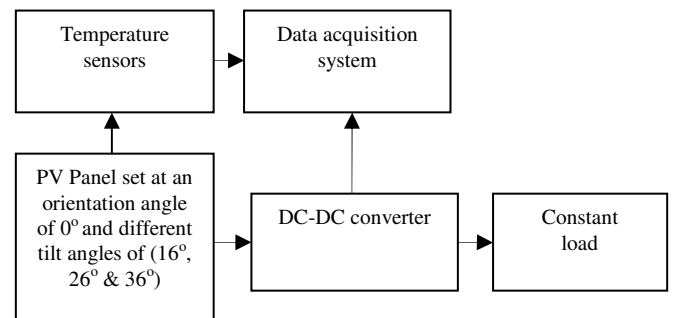 Temperature
sensors
Data acquisition
system
PV Panel set at an
orientation angle
of 0° and different
tilt angles of (16°,
26° & 36°)
DC-DC converter
Constant
load